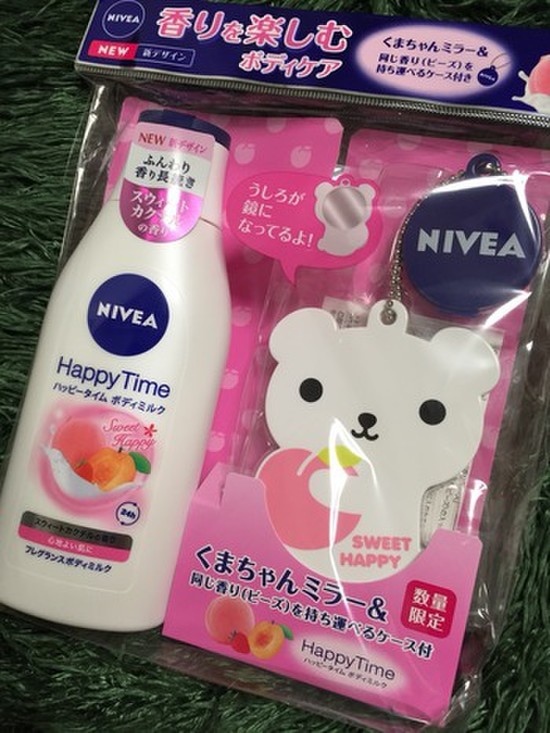 NIVEA
NEW 新デザイン
香りを楽しむ
ボディケア
くまちゃんミラー&
同じ香り(ビーズ)を
持ち運べるケース付き
NEW 新デザイン
ふんわり
香り長続き
スウィート
カクテル
の香り
NIVEA
Happy Time
ハッピータイム ボディミルク
Sweet
Happy
24h
スウィートカクテルの香り
心地よい肌に
フレグランスボディミルク
うしろが
鏡に
なってるよ!
NIVEA
SWEET
HAPPY
くまちゃんミラー&
同じ香り(ビーズ)を持ち運べるケース付
数量
限定
Happy Time
ハッピータイム ボディミルク